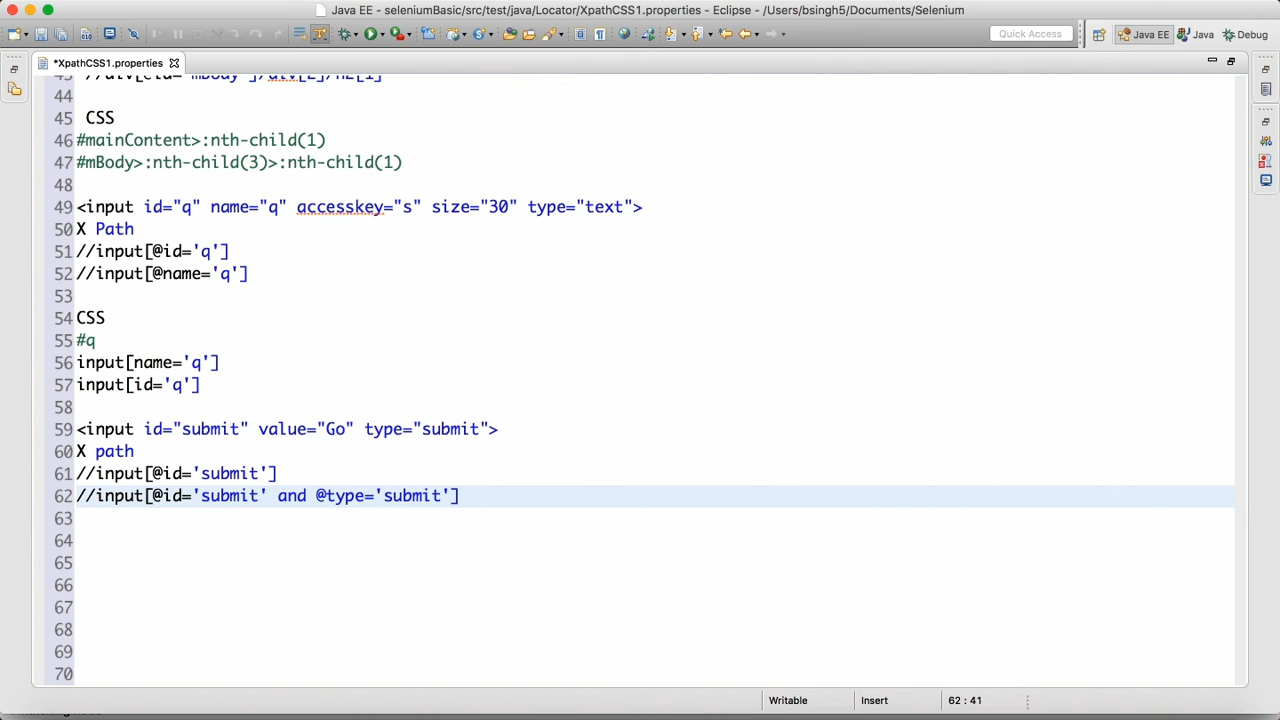 Java EE - seleniumBasic/src/test/java/Locator/XpathCSS1.properties - Eclipse - /Users/bsingh5/Documents/Selenium
Quick Access
Java EE
Java
Debug
*XpathCSS1.properties
44
45 CSS
46 #mainContent>:nth-child(1)
47 #mBody>:nth-child(3)>:nth-child(1)
48
49 <input id="q" name="q" accesskey="s" size="30" type="text">
50 X Path
51 //input[@id='q']
52 //input[@name='q']
53
54 CSS
55 #q
56 input[name='q']
57 input[id='q']
58
59 <input id="submit" value="Go" type="submit">
60 X path
61 //input[@id='submit']
62 //input[@id='submit' and @type='submit']
63
64
65
66
67
68
69
70
Writable
Insert
62 : 41